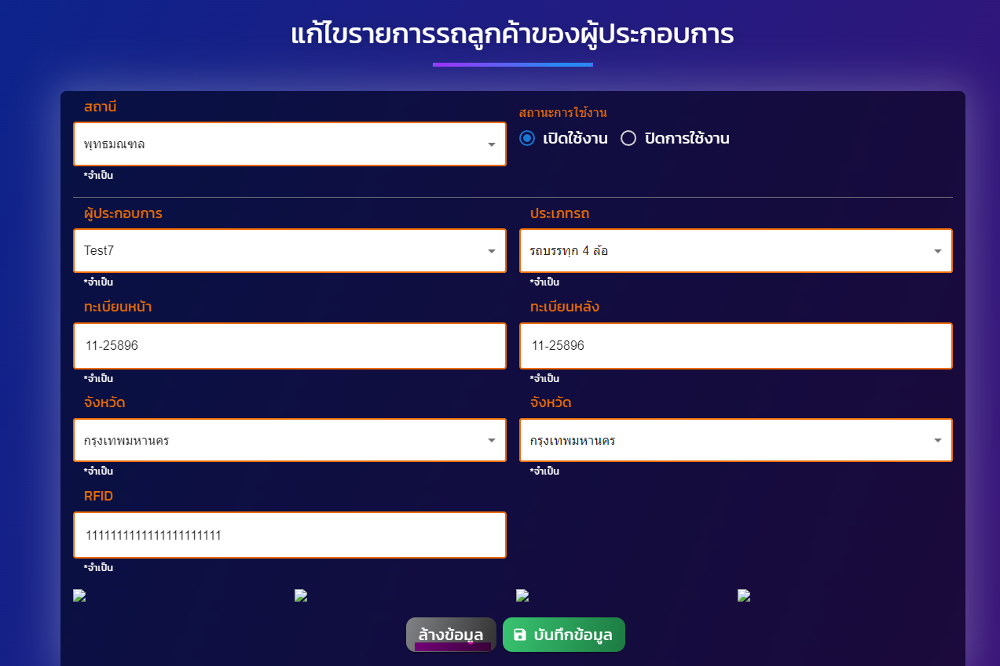 แก้ไขรายการรถลูกค้าของผู้ประกอบการ
สถานี
สถานะการใช้งาน
พุทธมณฑล
เปิดใช้งาน ปิดการใช้งาน
*จำเป็น
ผู้ประกอบการ ประเภทรถ
Test7 รถบรรทุก 4 ล้อ
*จำเป็น *จำเป็น
ทะเบียนหน้า ทะเบียนหลัง
11-25896 11-25896
*จำเป็น *จำเป็น
จังหวัด จังหวัด
กรุงเทพมหานคร กรุงเทพมหานคร
*จำเป็น *จำเป็น
RFID
1111111111111111111111
*จำเป็น
ล้างข้อมูล บันทึกข้อมูล